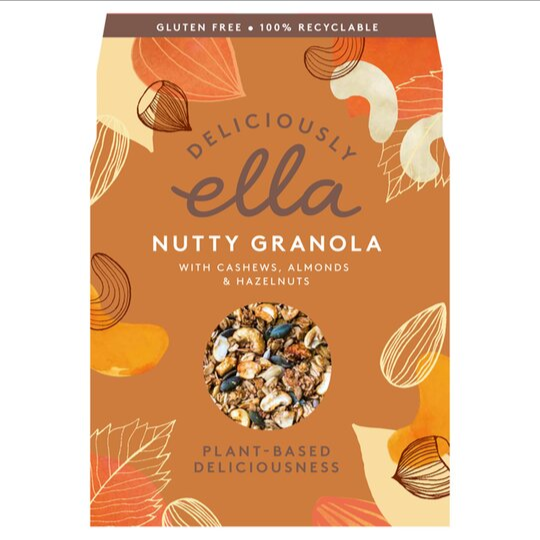 GLUTEN FREE • 100% RECYCLABLE
DELICIOUSLY
ella
NUTTY GRANOLA
WITH CASHEWS, ALMONDS
& HAZELNUTS
PLANT-BASED
DELICIOUSNESS